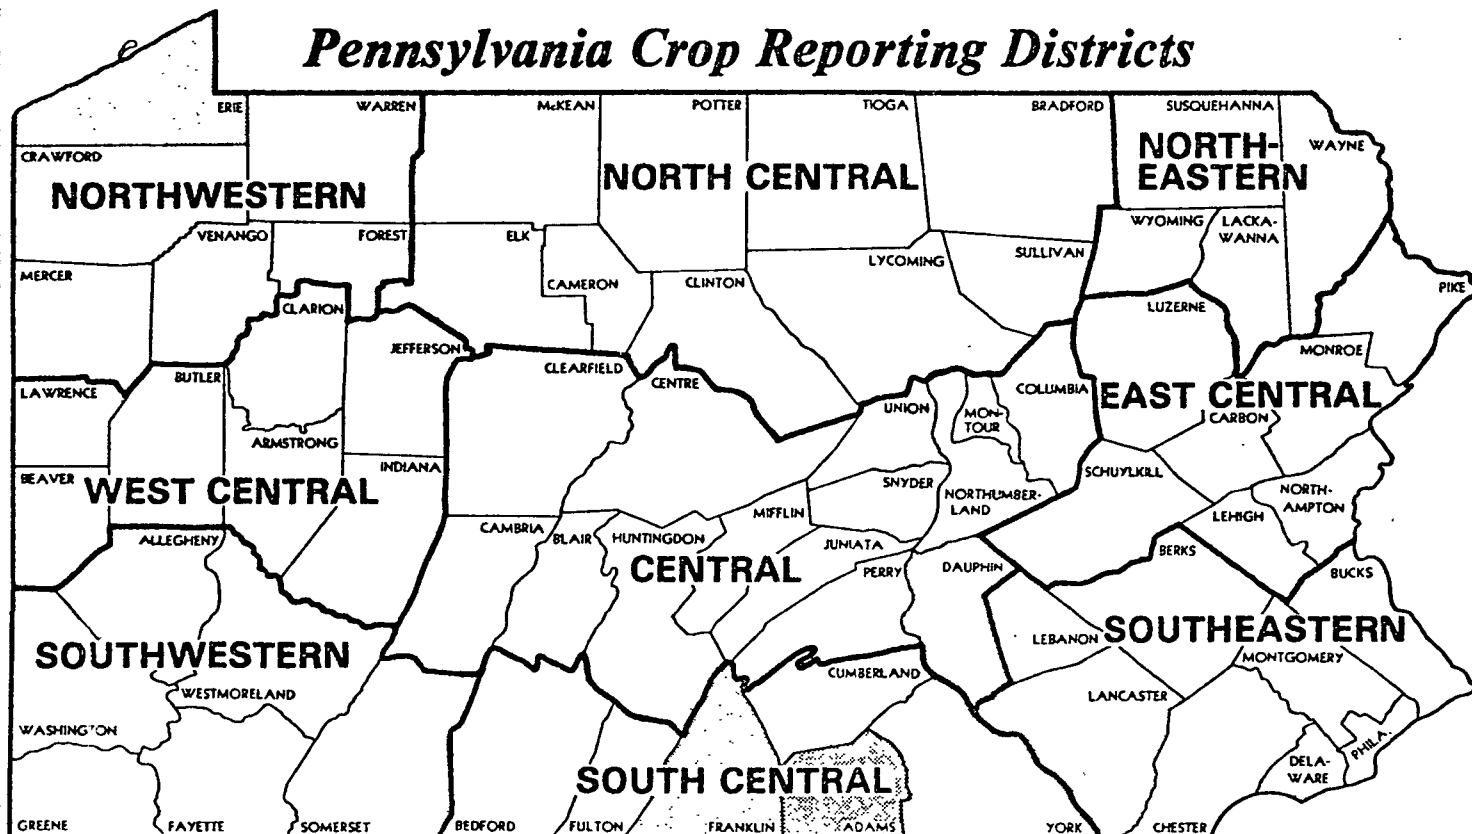 Pennsylvania Crop Reporting Districts
ERIE
WARREN
McKEAN
POTTER
TIOGA
BRADFORD
SUSQUEHANNA
WAYNE
CRAWFORD
NORTHWESTERN
NORTH CENTRAL
NORTH-
EASTERN
VENANGO
FOREST
ELK
WYOMING
LACKA-
WANNA
MERCER
CAMERON
CLINTON
LYCOMING
SULLIVAN
PIKE
CLARION
LUZERNE
JEFFERSON
CLEARFIELD
CENTRE
MONROE
LAWRENCE
BUTLER
UNION
MON-
TOUR
COLUMBIA
EAST CENTRAL
CARBON
ARMSTRONG
INDIANA
BEAVER
WEST CENTRAL
SNYDER
NORTHUMBER-
LAND
SCHUYLKILL
NORTH-
AMPTON
LEHIGH
ALLEGHENY
CAMBRIA
BLAIR
HUNTINGDON
MIFFLIN
JUNIATA
CENTRAL
PERRY
DAUPHIN
BERKS
BUCKS
SOUTHWESTERN
LEBANON
SOUTHEASTERN
MONTGOMERY
WESTMORELAND
CUMBERLAND
LANCASTER
WASHINGTON
SOUTH CENTRAL
DELA-
WARE
PHILA.
GREENE
FAYETTE
SOMERSET
BEDFORD
FULTON
FRANKLIN
ADAMS
YORK
CHESTER